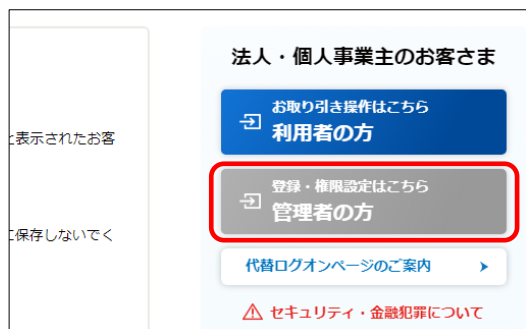 法人・個人事業主のお客さま
お取り引き操作はこちら
利用者の方
と表示されたお客
登録・権限設定はこちら
管理者の方
に保存しないでく
代替ログオンページのご案内
セキュリティ・金融犯罪について